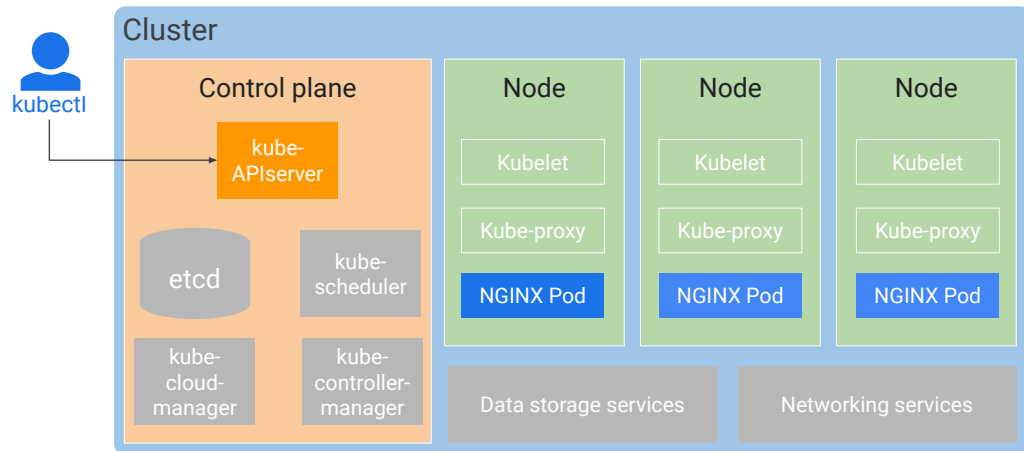 Cluster
kubectl
Control plane
kube-
APIserver
etcd
kube-
scheduler
kube-
cloud-
manager
kube-
controller-
manager
Node
Kubelet
Kube-proxy
NGINX Pod
Node
Kubelet
Kube-proxy
NGINX Pod
Node
Kubelet
Kube-proxy
NGINX Pod
Data storage services
Networking services